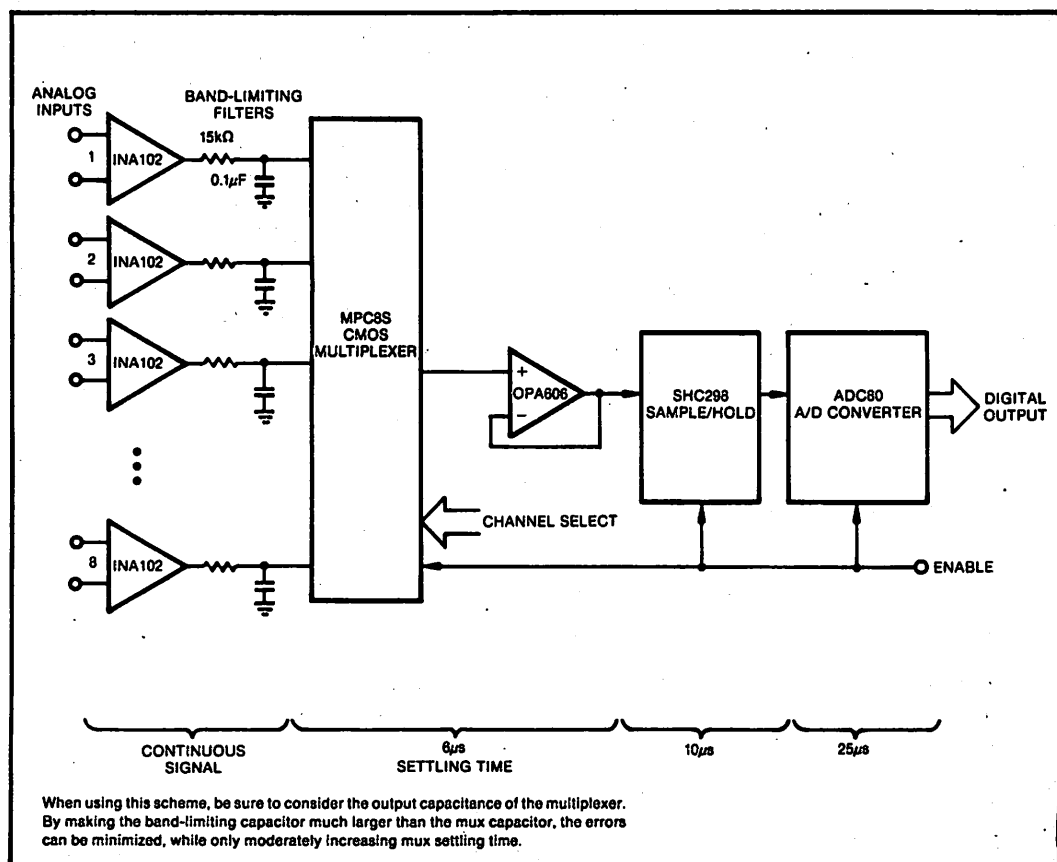 ANALOG
INPUTS
BAND-LIMITING
FILTERS
15kΩ
0.1µF
1
INA102
2
INA102
3
INA102
8
INA102
MPC8S
CMOS
MULTIPLEXER
+
OPA606
−
SHC298
SAMPLE/HOLD
ADC80
A/D CONVERTER
DIGITAL
OUTPUT
CHANNEL SELECT
ENABLE
CONTINUOUS
SIGNAL
6µs
SETTLING TIME
10µs
25µs
When using this scheme, be sure to consider the output capacitance of the multiplexer.
By making the band-limiting capacitor much larger than the mux capacitor, the errors
can be minimized, while only moderately increasing mux settling time.